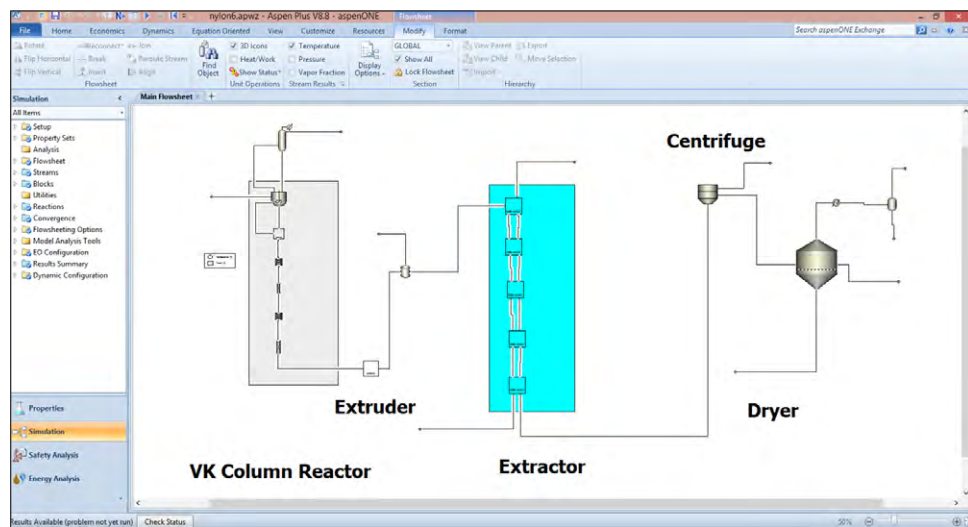 nylon6.apwz - Aspen Plus V8.8 - aspenONE
Flowsheet
File Home Economics Dynamics Equation Oriented View Customize Resources Modify Format
Search aspenONE Exchange
Rotate
Flip Horizontal
Flip Vertical
Reconnect
Break
Insert
Join
Reroute Stream
Align
Flowsheet
Find
Object
3D Icons
Heat/Work
Show Status
Unit Operations
Temperature
Pressure
Vapor Fraction
Stream Results
Display
Options
GLOBAL
Show All
Lock Flowsheet
Section
View Parent
View Child
Import
Export
Move Selection
Hierarchy
Simulation
All Items
Setup
Property Sets
Analysis
Flowsheet
Streams
Blocks
Utilities
Reactions
Convergence
Flowsheeting Options
Model Analysis Tools
EO Configuration
Results Summary
Dynamic Configuration
Properties
Simulation
Safety Analysis
Energy Analysis
Main Flowsheet
Centrifuge
Extruder
Dryer
VK Column Reactor
Extractor
Results Available (problem not yet run) Check Status
50%